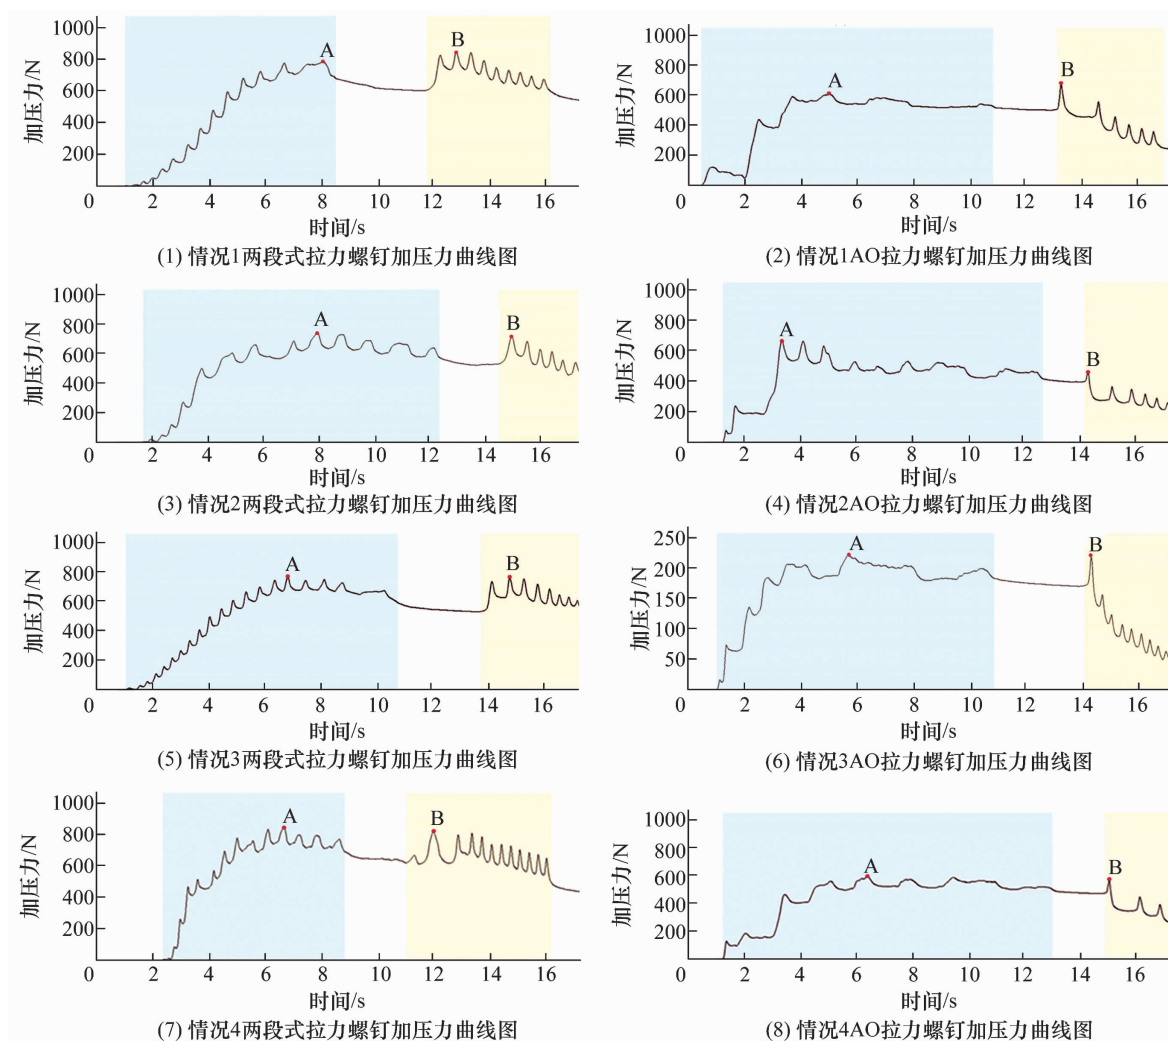 加压力/N
1000
800
600
400
200
0
2
4
6
8
10
12
14
16
A
B
时间/s
(1) 情况1两段式拉力螺钉加压力曲线图
加压力/N
1000
800
600
400
200
0
2
4
6
8
10
12
14
16
A
B
时间/s
(2) 情况1AO拉力螺钉加压力曲线图
加压力/N
1000
800
600
400
200
0
2
4
6
8
10
12
14
16
A
B
时间/s
(3) 情况2两段式拉力螺钉加压力曲线图
加压力/N
1000
800
600
400
200
0
2
4
6
8
10
12
14
16
A
B
时间/s
(4) 情况2AO拉力螺钉加压力曲线图
加压力/N
1000
800
600
400
200
0
2
4
6
8
10
12
14
16
A
B
时间/s
(5) 情况3两段式拉力螺钉加压力曲线图
加压力/N
250
200
150
100
50
0
2
4
6
8
10
12
14
16
A
B
时间/s
(6) 情况3AO拉力螺钉加压力曲线图
加压力/N
1000
800
600
400
200
0
2
4
6
8
10
12
14
16
A
B
时间/s
(7) 情况4两段式拉力螺钉加压力曲线图
加压力/N
1000
800
600
400
200
0
2
4
6
8
10
12
14
16
A
B
时间/s
(8) 情况4AO拉力螺钉加压力曲线图